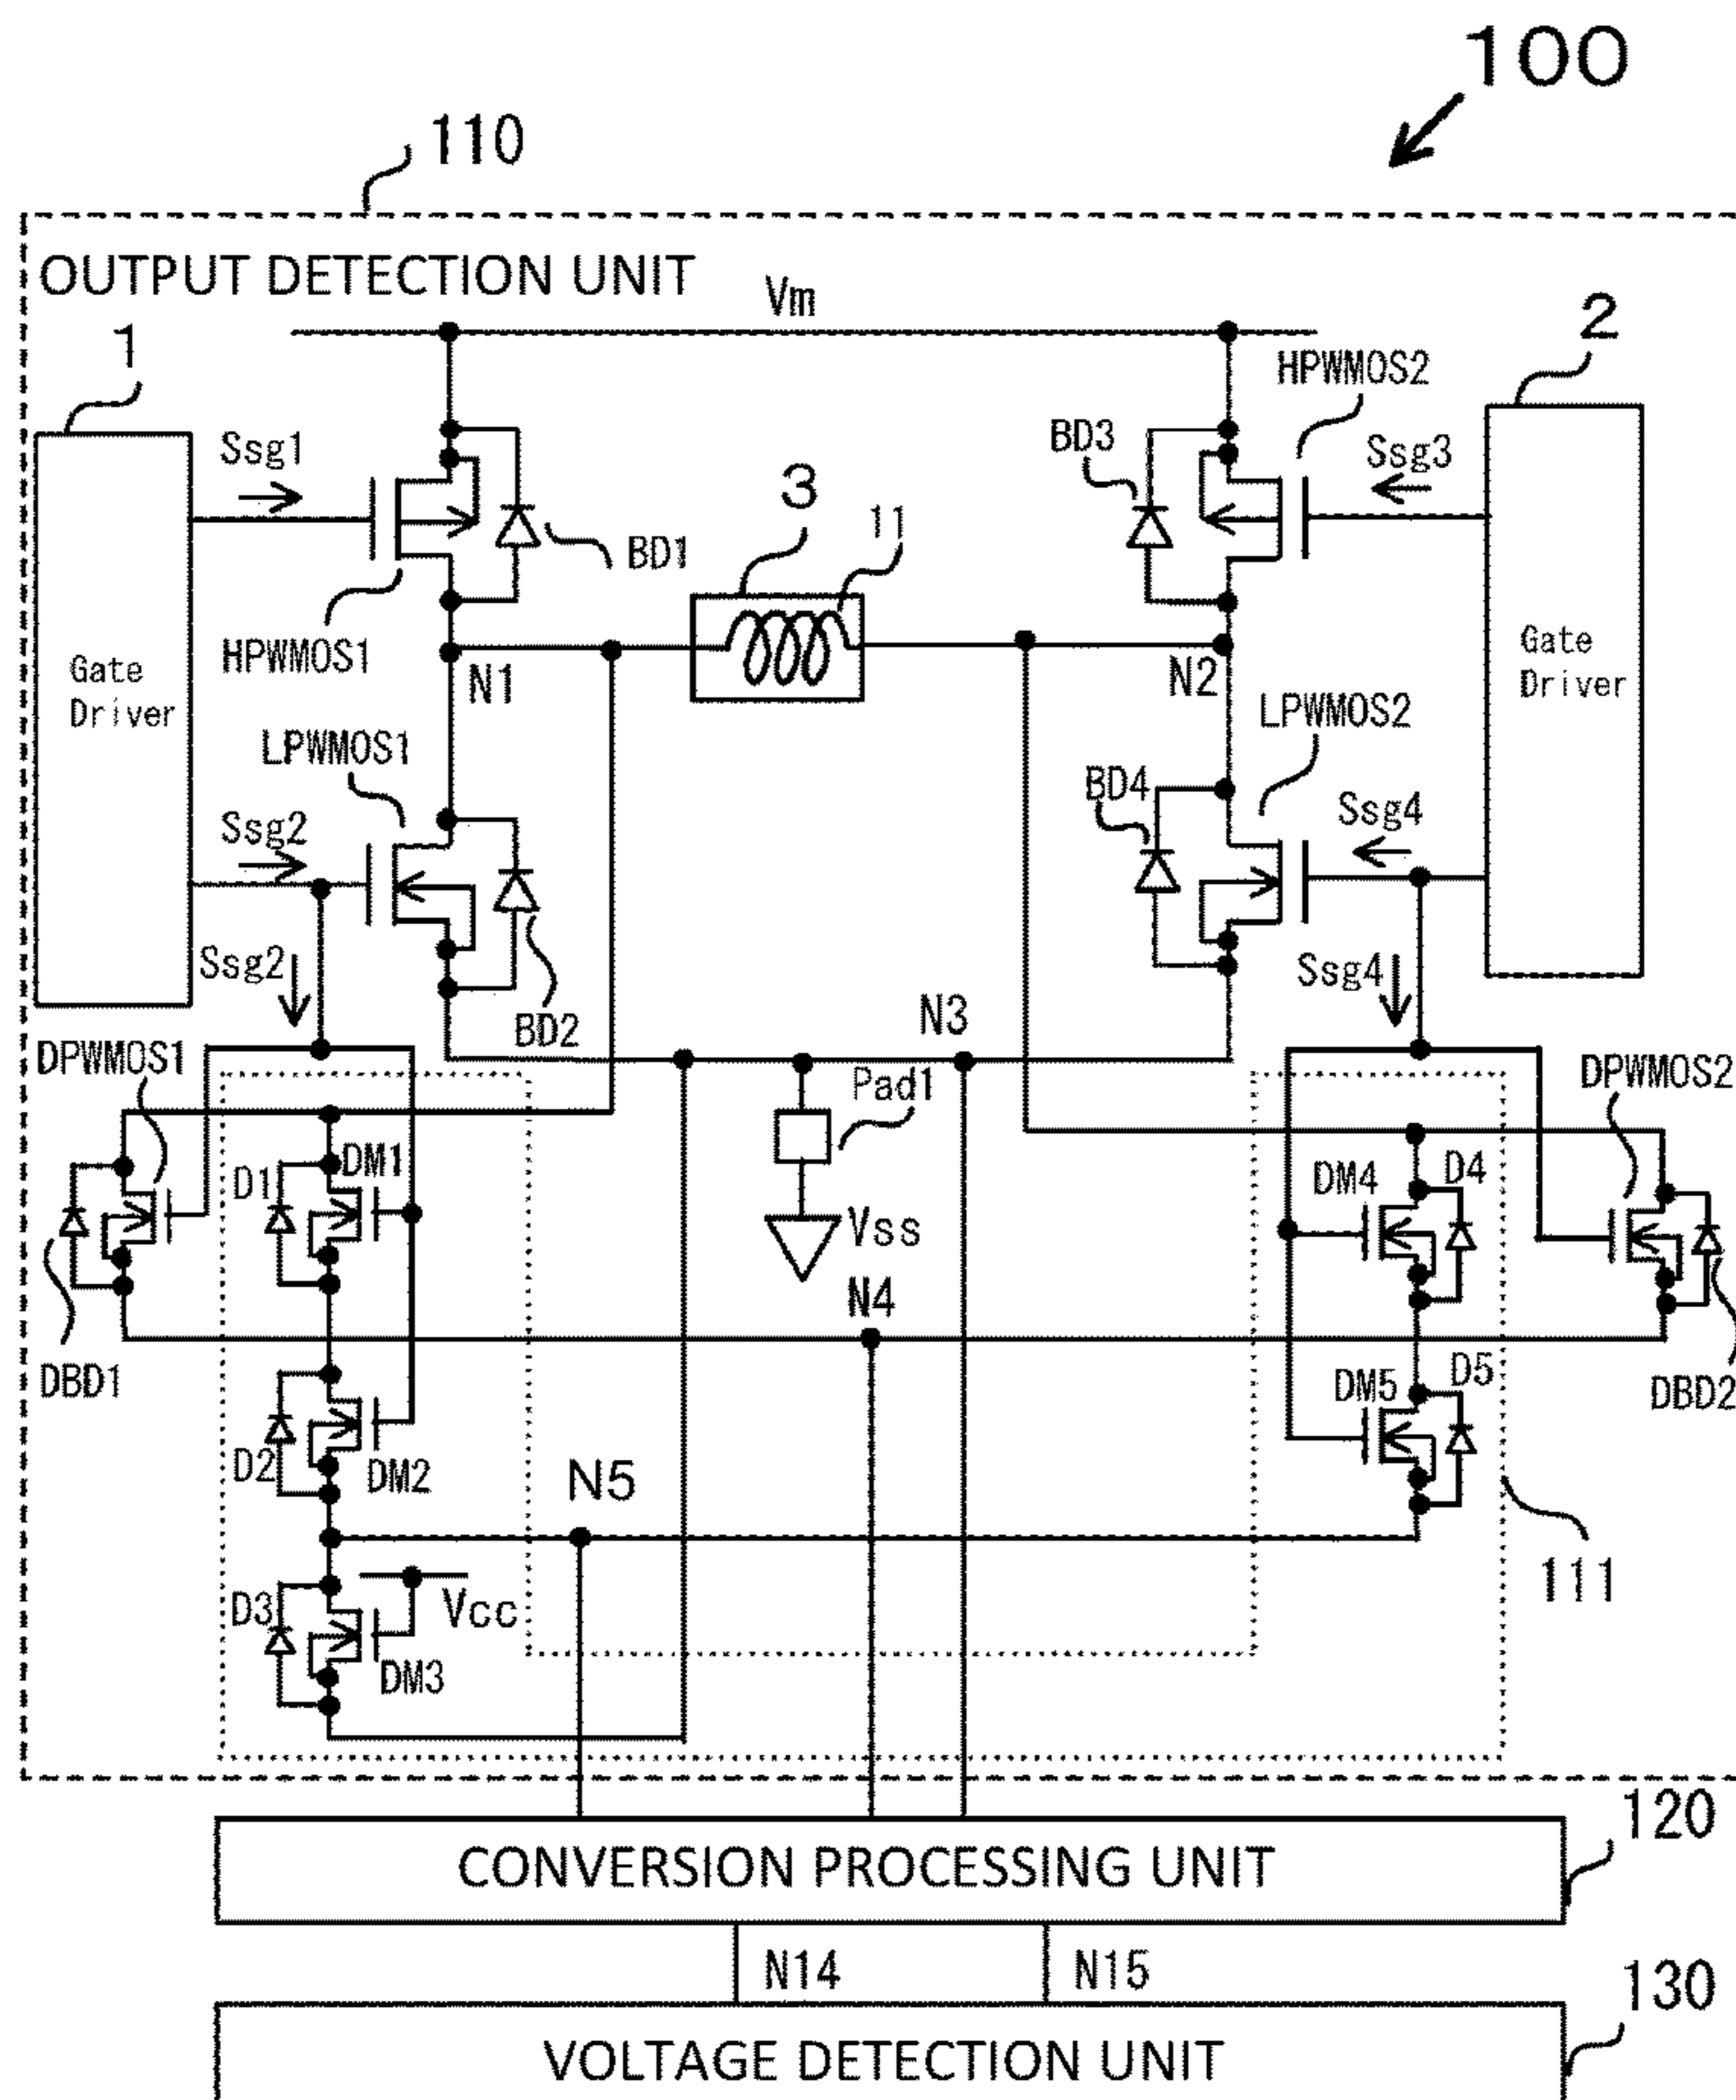 100
110
OUTPUT DETECTION UNIT
Vm
1
2
HPWMOS2
Ssg1
BD3
Ssg3
3
11
BD1
HPWMOS1
Gate
Driver
Gate
Driver
N1
N2
LPWMOS1
LPWMOS2
BD4
Ssg2
Ssg4
Ssg2
Ssg4
BD2
N3
DPWMOS1
Pad1
DPWMOS2
D1
DM1
DM4
D4
Vss
N4
DBD1
DM5
D5
DBD2
D2
DM2
N5
111
D3
Vcc
DM3
120
CONVERSION PROCESSING UNIT
N14
N15
130
VOLTAGE DETECTION UNIT